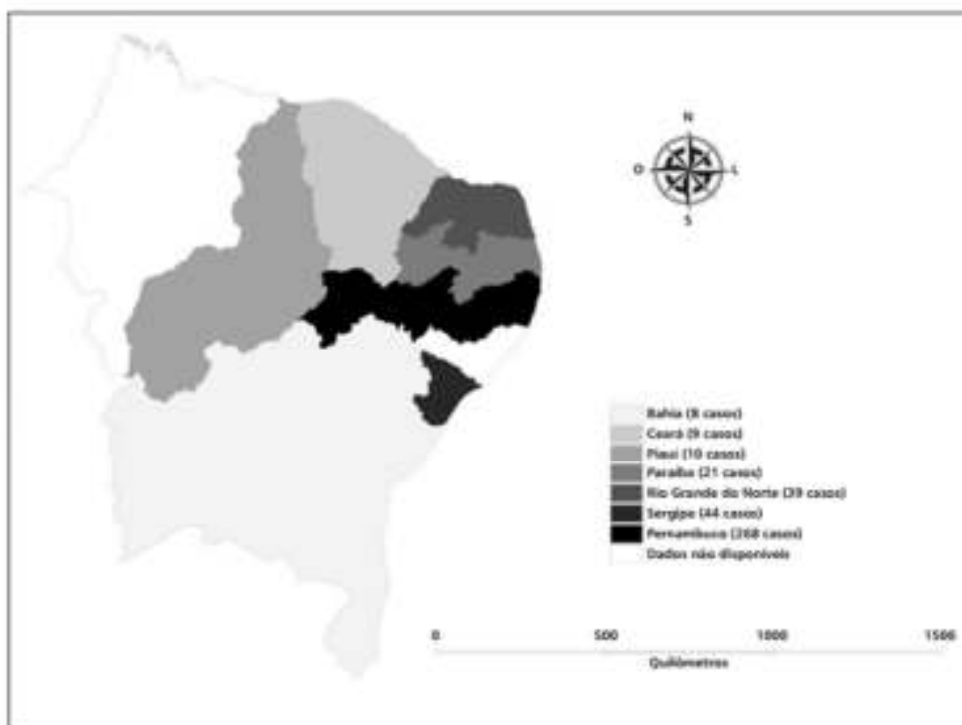 N
O
L
S
Bahia (8 casos)
Ceará (9 casos)
Piauí (10 casos)
Paraíba (21 casos)
Rio Grande do Norte (39 casos)
Sergipe (44 casos)
Pernambuco (268 casos)
Dados não disponíveis
0 500 1000 1500
Quilômetros